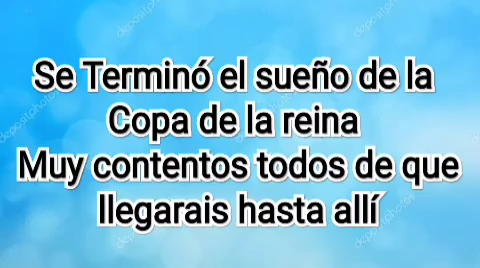 Se Terminó el sueño de la
Copa de la reina
Muy contentos todos de que
llegarais hasta allí